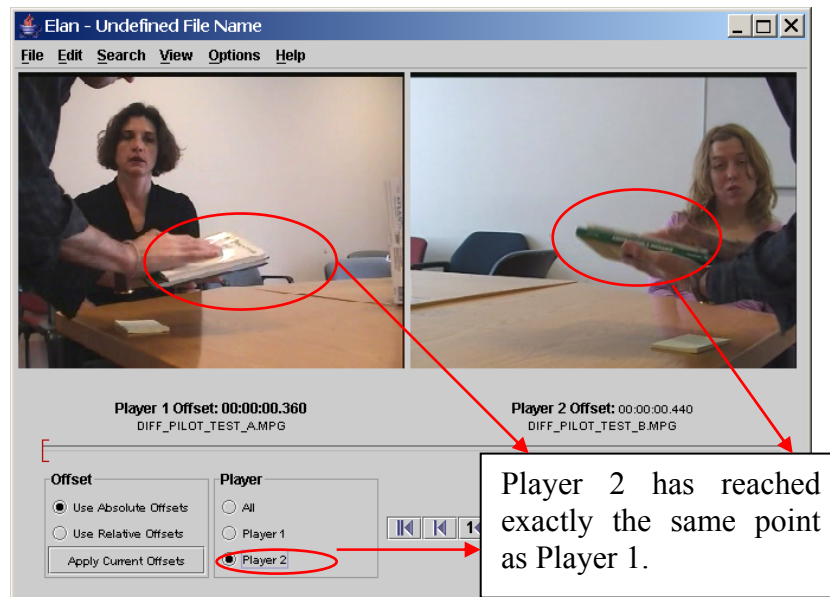 Elan - Undefined File Name
File Edit Search View Options Help
Player 1 Offset: 00:00:00.360
DIFF_PILOT_TEST_A.MPG
Player 2 Offset: 00:00:00.440
DIFF_PILOT_TEST_B.MPG
Offset
Use Absolute Offsets
Use Relative Offsets
Apply Current Offsets
Player
All
Player 1
Player 2
1
Player 2 has reached
exactly the same point
as Player 1.